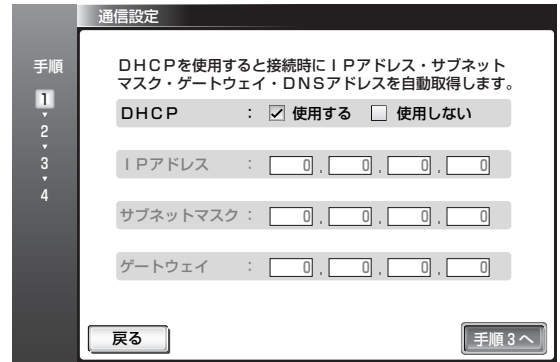 通信設定
手順
1
2
3
4
DHCPを使用すると接続時にIPアドレス・サブネット
マスク・ゲートウェイ・DNSアドレスを自動取得します。
DHCP : 使用する 使用しない
IPアドレス : 0 . 0 . 0 . 0
サブネットマスク : 0 . 0 . 0 . 0
ゲートウェイ : 0 . 0 . 0 . 0
戻る 手順3へ